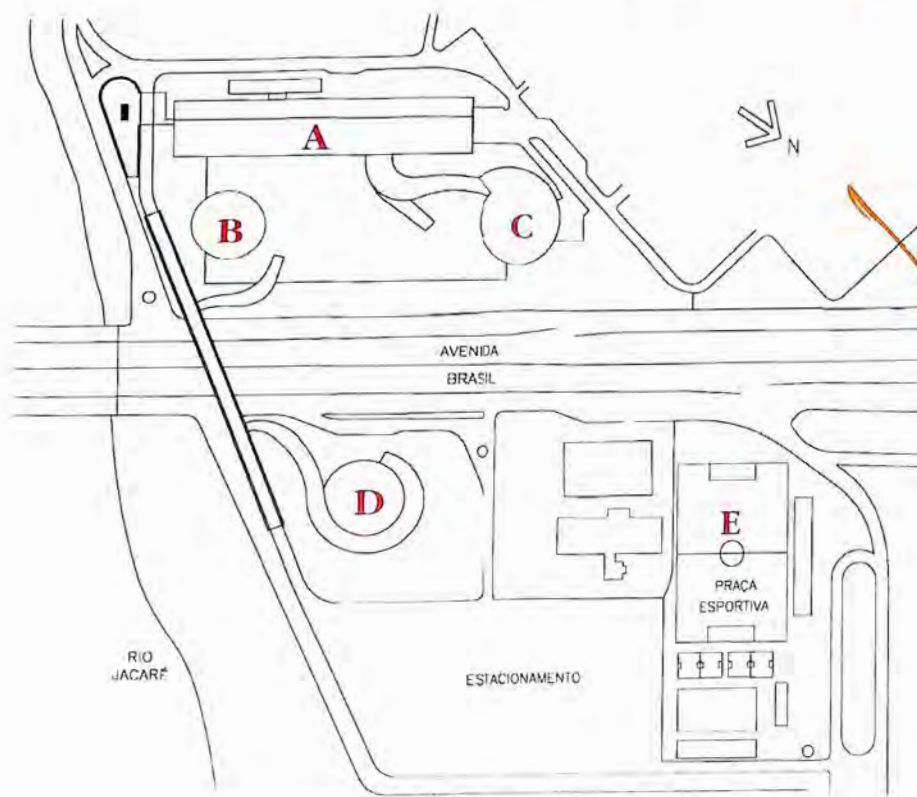 A
N
B
C
AVENIDA
BRASIL
D
E
PRAÇA
ESPORTIVA
RIO
JACARÉ
ESTACIONAMENTO